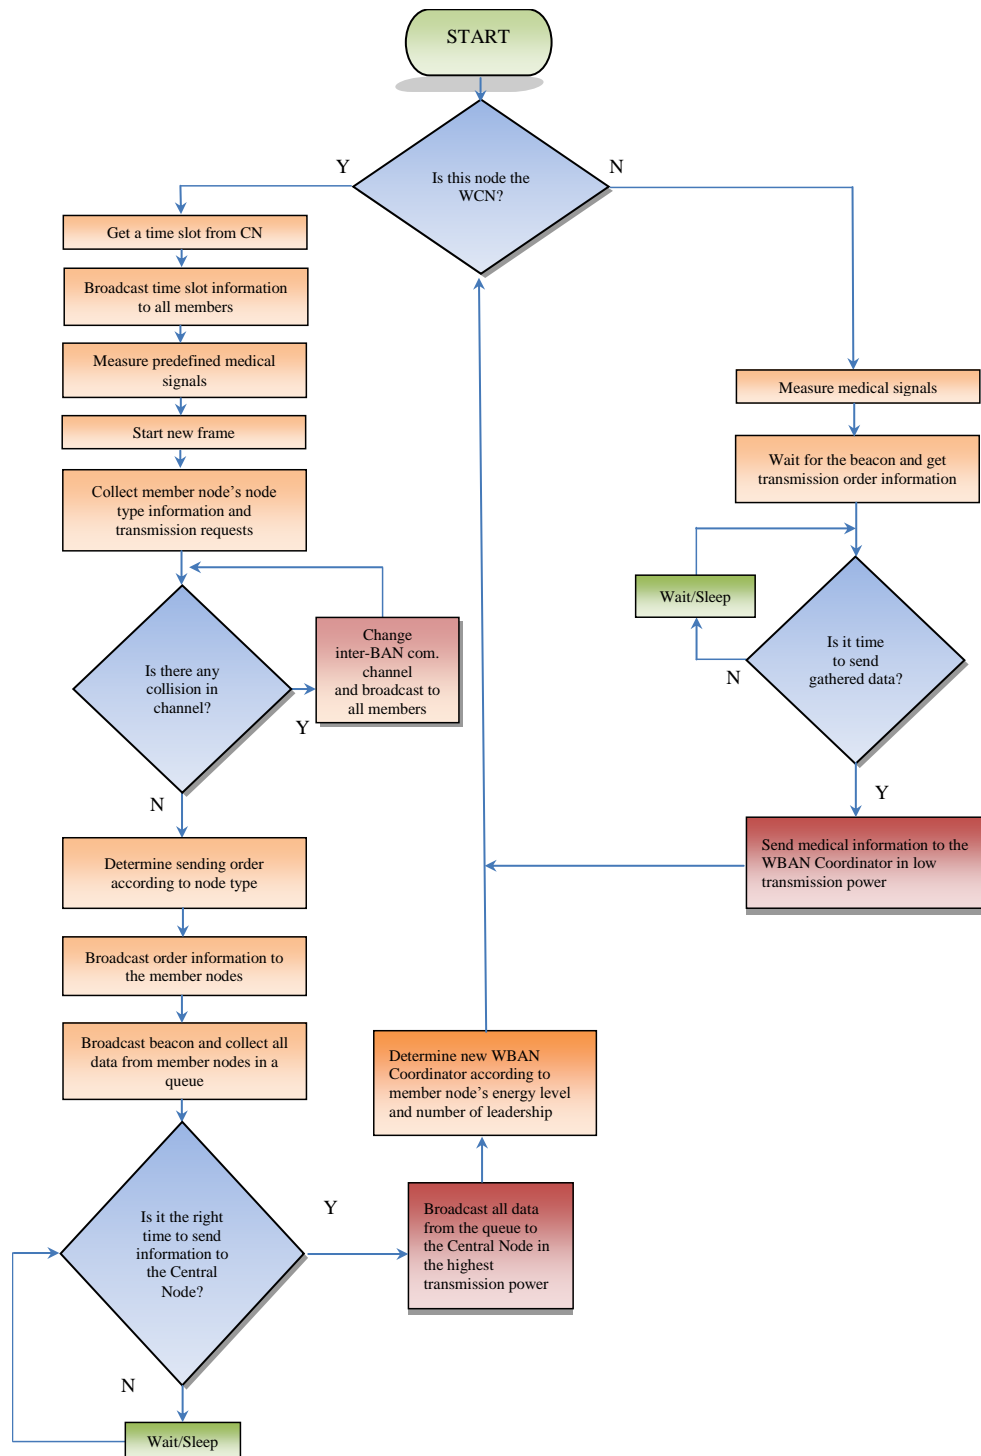 START
Is this node the
WCN?
Y
N
Get a time slot from CN
Broadcast time slot information
to all members
Measure predefined medical
signals
Start new frame
Collect member node's node
type information and
transmission requests
Is there any
collision in
channel?
Y
Change
inter-BAN com.
channel
and broadcast to
all members
N
Determine sending order
according to node type
Broadcast order information to
the member nodes
Broadcast beacon and collect all
data from member nodes in a
queue
Is it the right
time to send
information to
the Central
Node?
N
Wait/Sleep
Y
Broadcast all data
from the queue to
the Central Node in
the highest
transmission power
Determine new WBAN
Coordinator according to
member node's energy level
and number of leadership
Measure medical signals
Wait for the beacon and get
transmission order information
Wait/Sleep
Is it time
to send
gathered data?
N
Y
Send medical information to the
WBAN Coordinator in low
transmission power